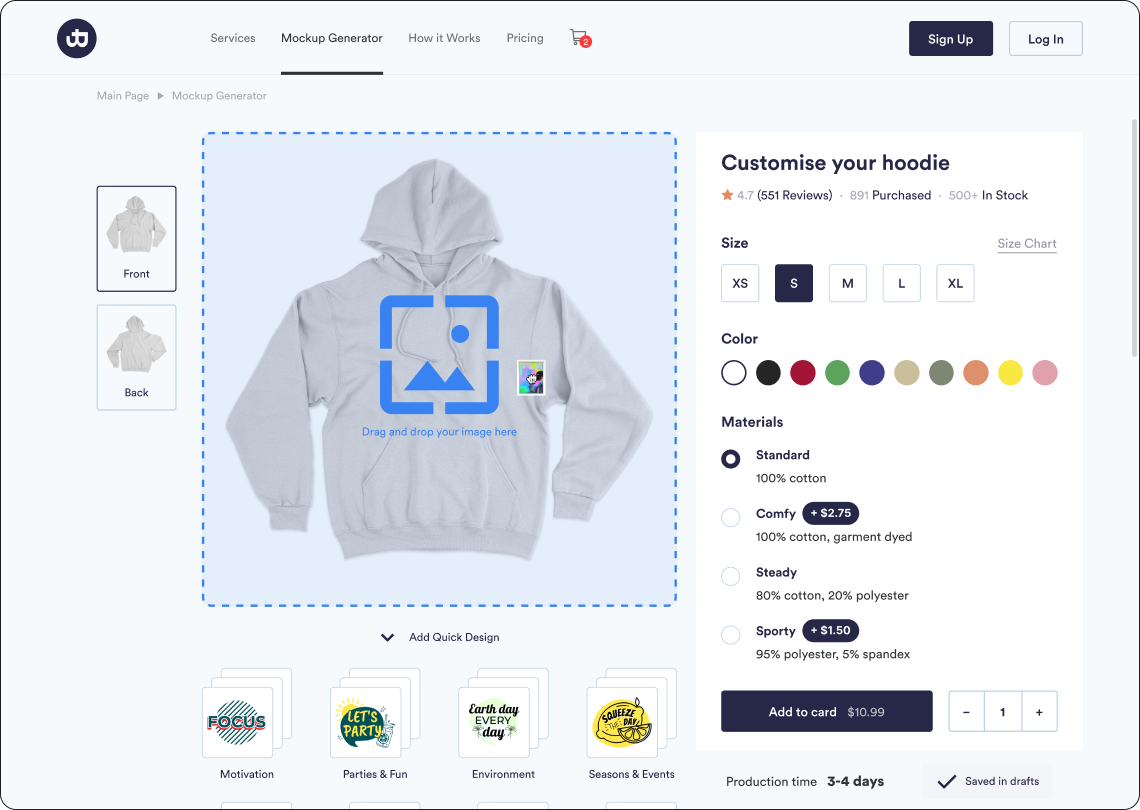 Services
Mockup Generator
How it Works
Pricing
2
Sign Up
Log In
Main Page
Mockup Generator
Front
Back
Drag and drop your image here
Customise your hoodie
4.7 (551 Reviews) · 891 Purchased · 500+ In Stock
Size
Size Chart
XS
S
M
L
XL
Color
Materials
Standard
100% cotton
Comfy + $2.75
100% cotton, garment dyed
Steady
80% cotton, 20% polyester
Sporty + $1.50
95% polyester, 5% spandex
Add to card $10.99
– 1 +
Production time 3-4 days
Saved in drafts
Add Quick Design
FOCUS
Motivation
LET'S
PARTY
Parties & Fun
Earth day
EVERY
day
Environment
SQUEEZE
THE DAY
Seasons & Events